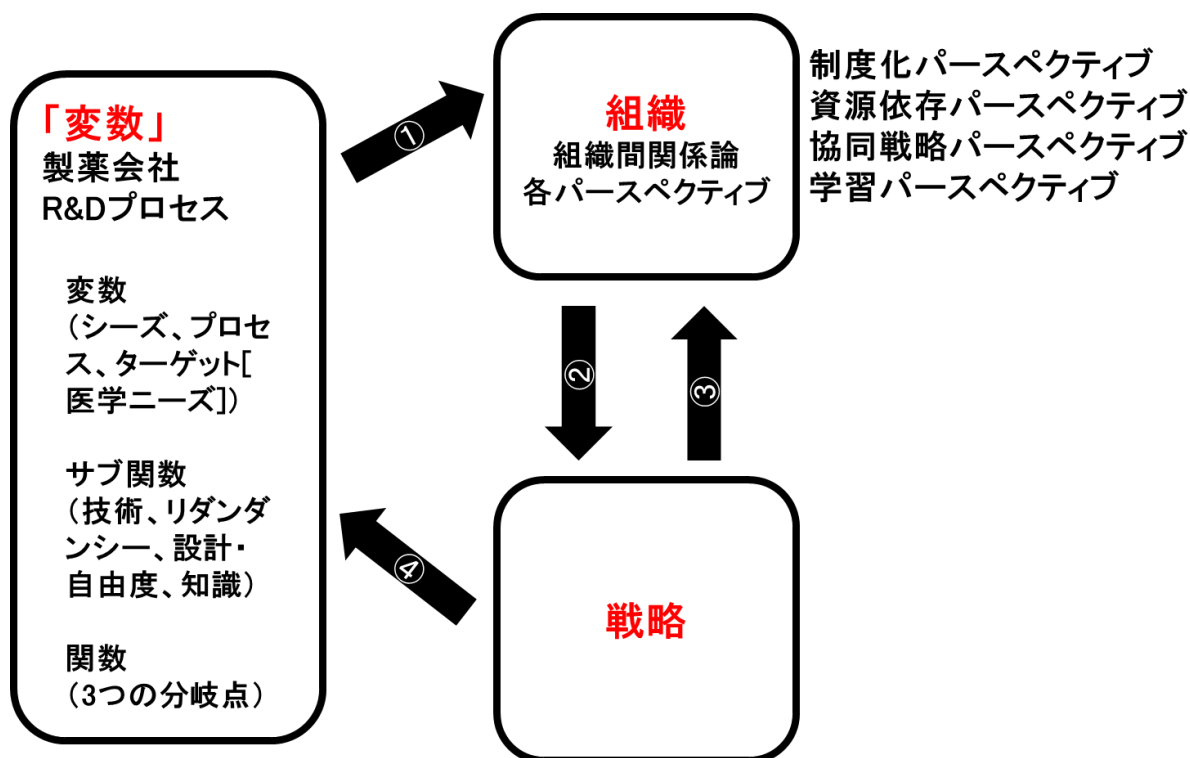 「変数」
製薬会社
R&Dプロセス
変数
（シーズ、プロセ
ス、ターゲット[
医学ニーズ]）
サブ関数
（技術、リダンダ
ンシー、設計・
自由度、知識）
関数
（3つの分岐点）
①
組織
組織間関係論
各パースペクティブ
制度化パースペクティブ
資源依存パースペクティブ
協同戦略パースペクティブ
学習パースペクティブ
②
③
④
戦略